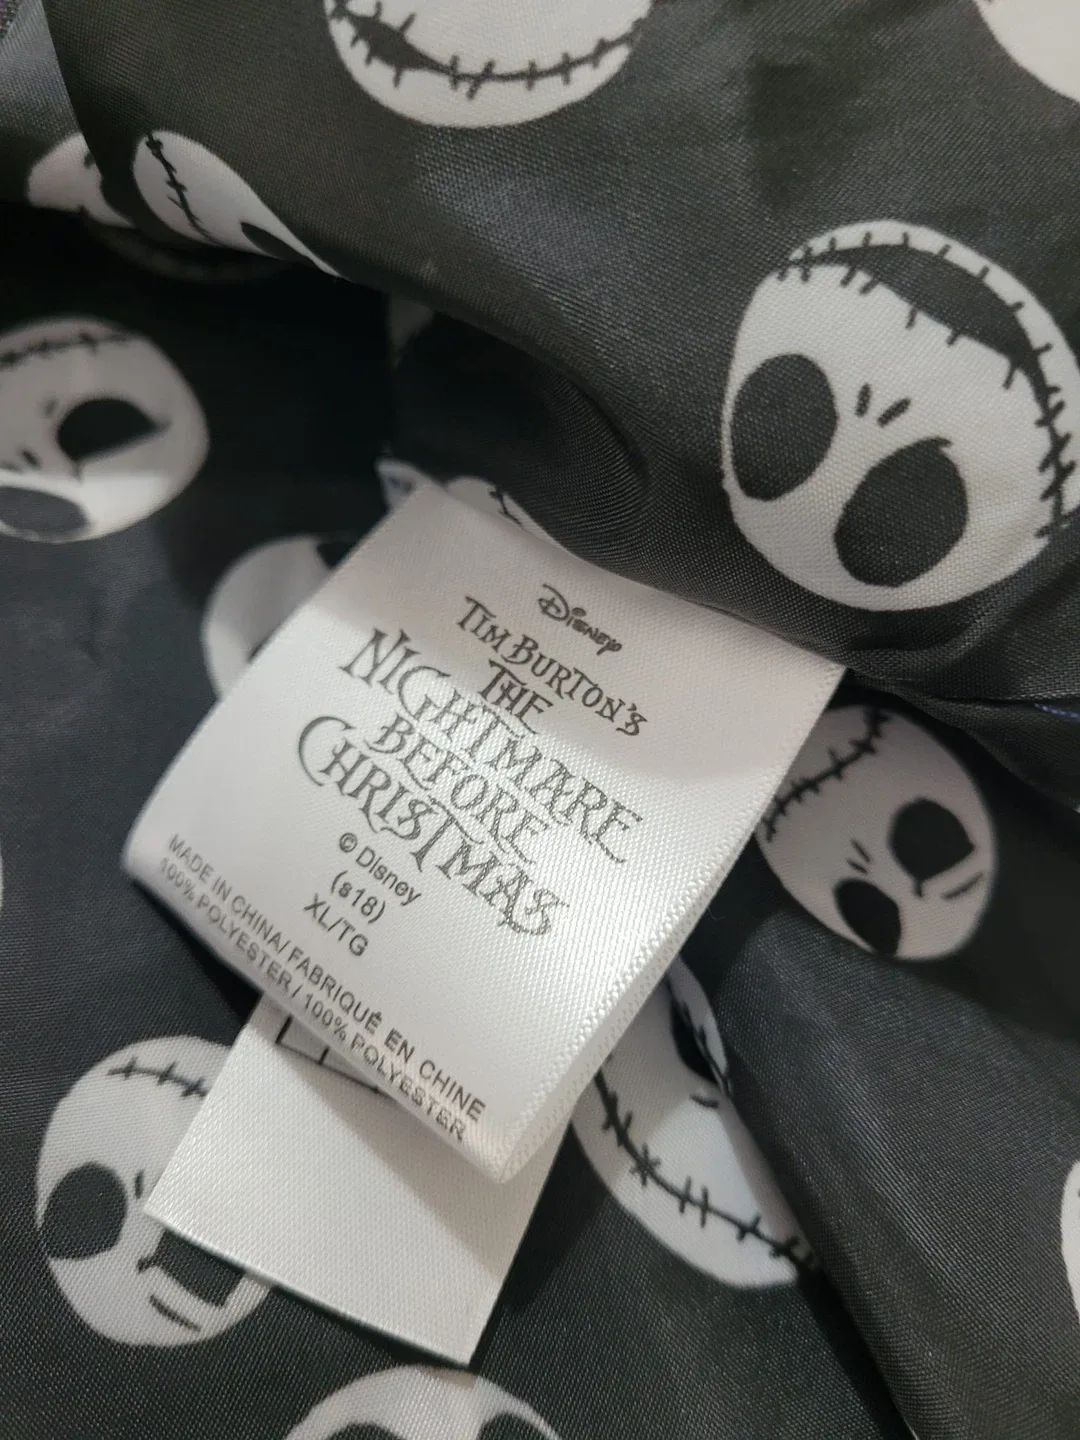 Disney
TIM BURTON'S
THE
NIGHTMARE
BEFORE
CHRISTMAS
© Disney
(s18)
XL/TG
MADE IN CHINA/ FABRIQUÉ EN CHINE
100% POLYESTER/ 100% POLYESTER